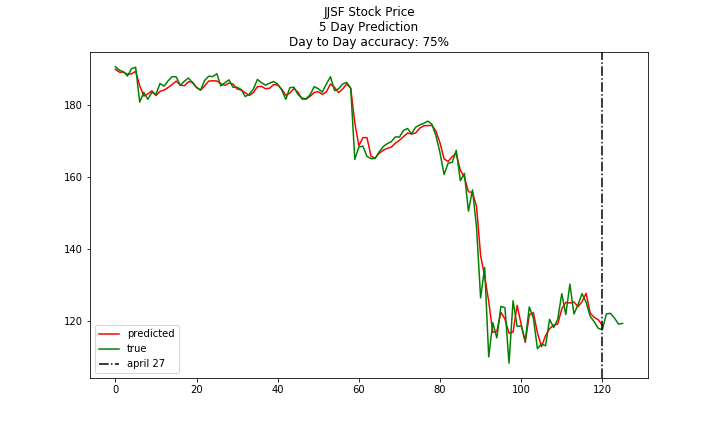 JJSF Stock Price
5 Day Prediction
Day to Day accuracy: 75%
180
160
140
120
predicted
true
april 27
0 20 40 60 80 100 120